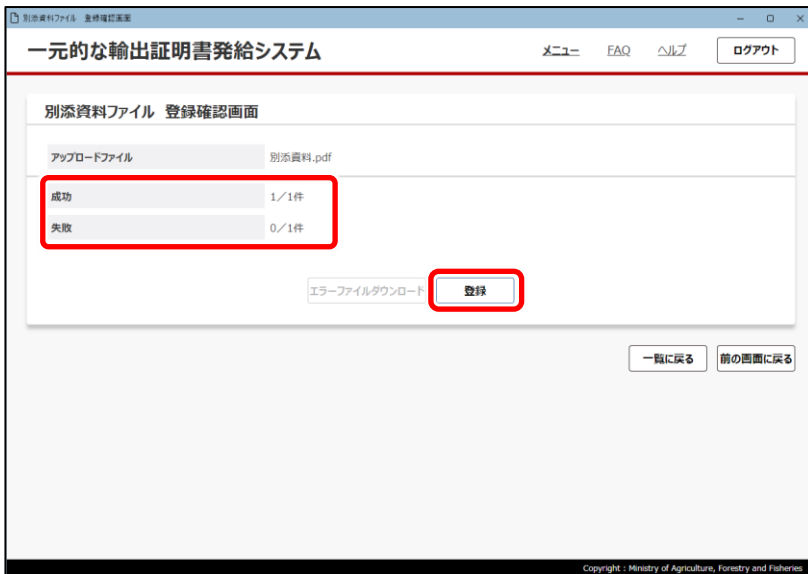 別添資料ファイル 登録確認画面
一元的な輸出証明書発給システム
メニュー FAQ ヘルプ ログアウト
別添資料ファイル 登録確認画面
アップロードファイル 別添資料.pdf
成功 1／1件
失敗 0／1件
エラーファイルダウンロード 登録
一覧に戻る 前の画面に戻る
Copyright : Ministry of Agriculture, Forestry and Fisheries